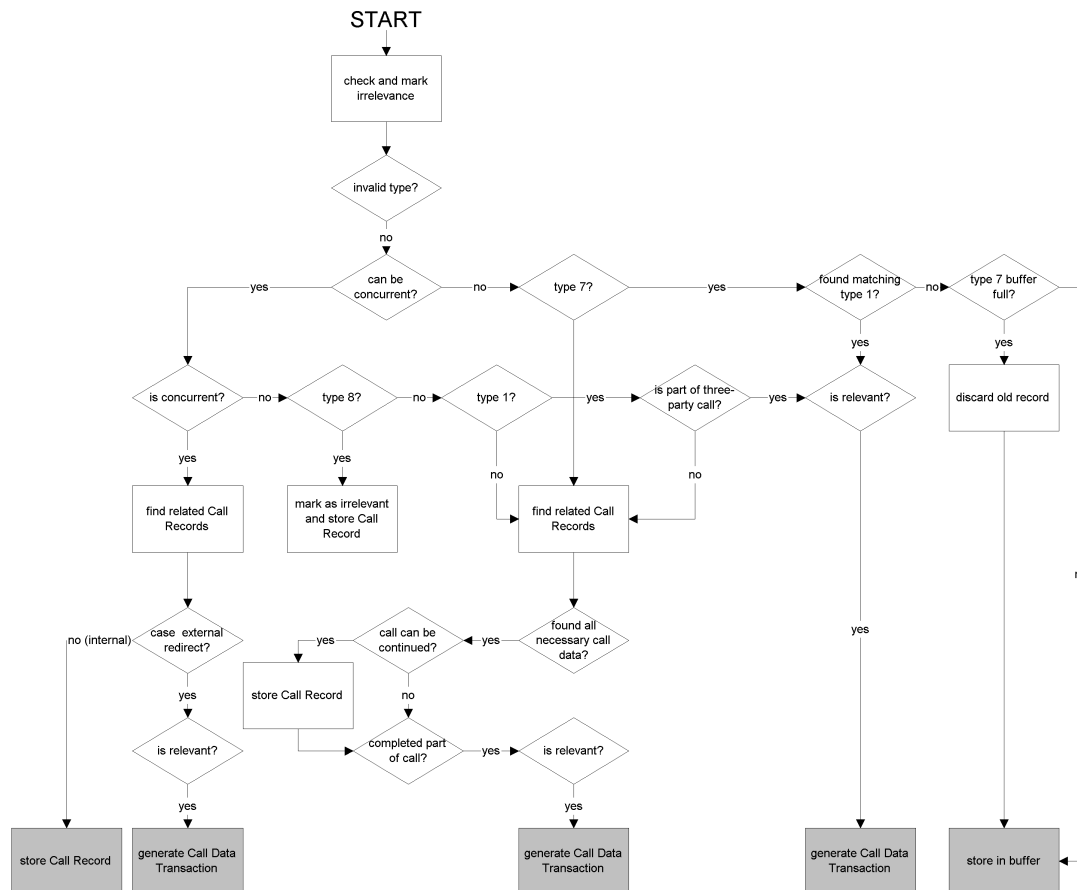 START
check and mark
irrelevance
invalid type?
no
can be
concurrent?
yes
no
type 7?
yes
found matching
type 1?
no
type 7 buffer
full?
yes
yes
is concurrent?
no
type 8?
no
type 1?
yes
is part of three-
party call?
yes
is relevant?
discard old record
yes
yes
no
no
find related Call
Records
mark as irrelevant
and store Call
Record
find related Call
Records
no (internal)
case external
redirect?
yes
call can be
continued?
yes
found all
necessary call
data?
yes
yes
store Call Record
no
is relevant?
completed part
of call?
yes
is relevant?
yes
yes
store Call Record
generate Call Data
Transaction
generate Call Data
Transaction
generate Call Data
Transaction
store in buffer